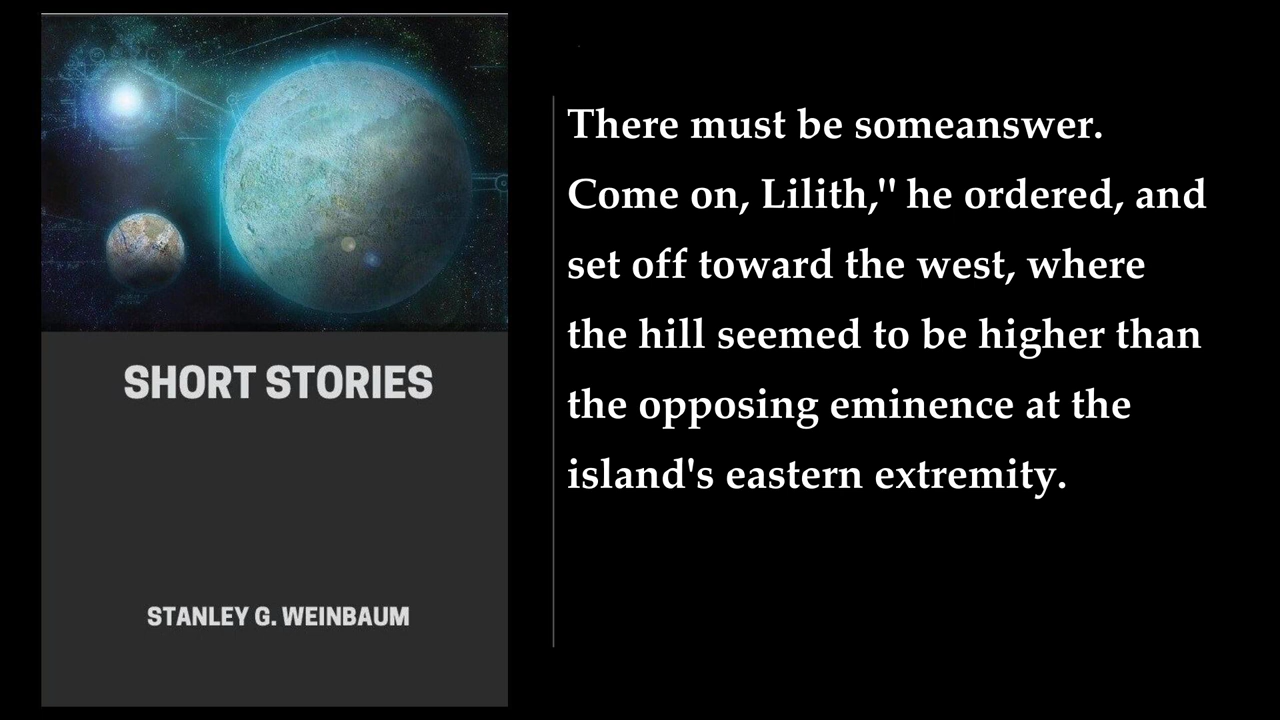 SHORT STORIES
STANLEY G. WEINBAUM
There must be someanswer.
Come on, Lilith," he ordered, and
set off toward the west, where
the hill seemed to be higher than
the opposing eminence at the
island's eastern extremity.